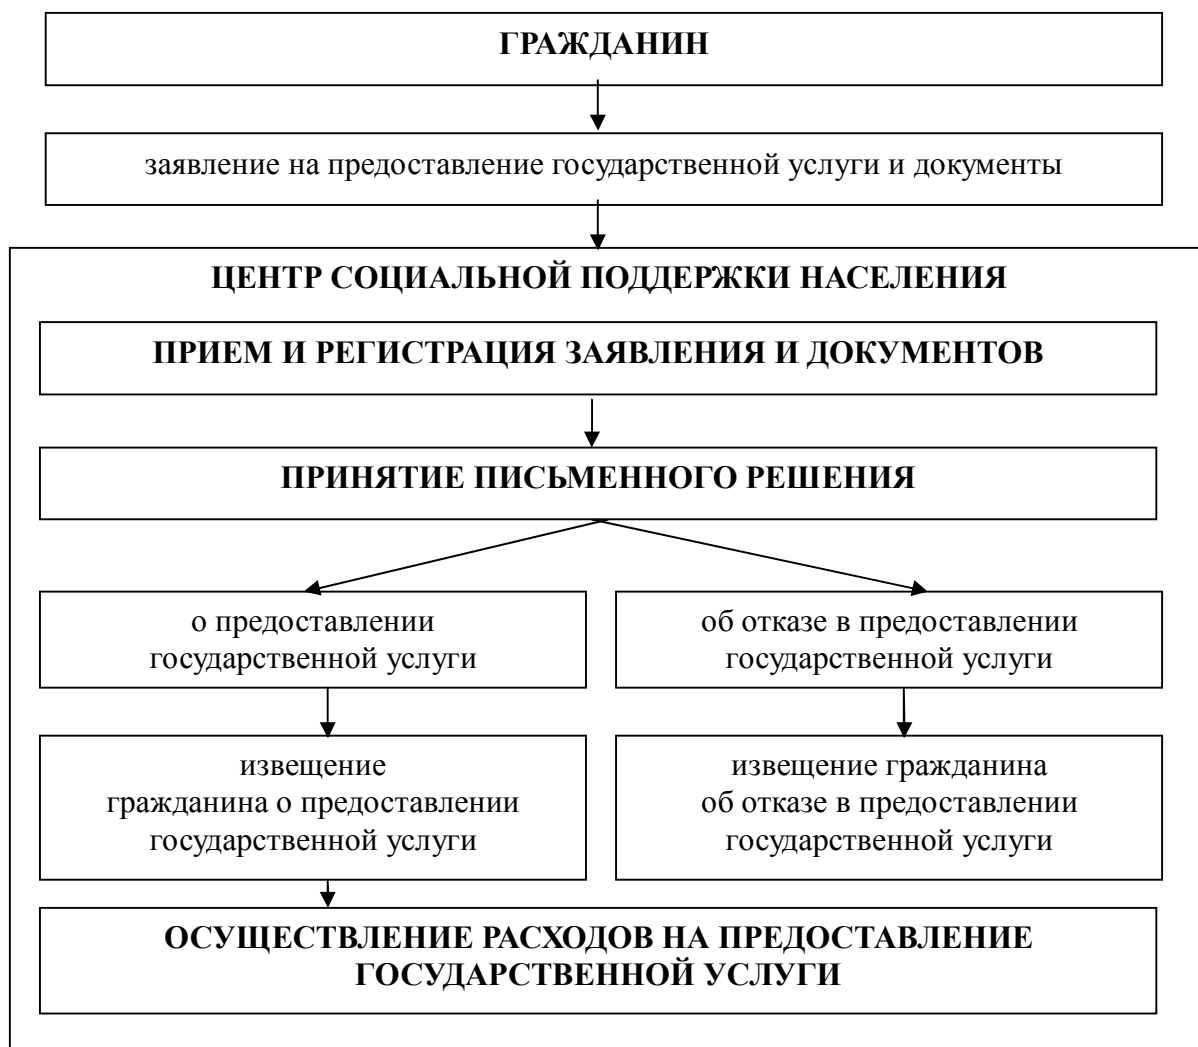 ГРАЖДАНИН
заявление на предоставление государственной услуги и документы
ЦЕНТР СОЦИАЛЬНОЙ ПОДДЕРЖКИ НАСЕЛЕНИЯ
ПРИЕМ И РЕГИСТРАЦИЯ ЗАЯВЛЕНИЯ И ДОКУМЕНТОВ
ПРИНЯТИЕ ПИСЬМЕННОГО РЕШЕНИЯ
о предоставлении
государственной услуги
об отказе в предоставлении
государственной услуги
извещение
гражданина о предоставлении
государственной услуги
извещение гражданина
об отказе в предоставлении
государственной услуги
ОСУЩЕСТВЛЕНИЕ РАСХОДОВ НА ПРЕДОСТАВЛЕНИЕ
ГОСУДАРСТВЕННОЙ УСЛУГИ